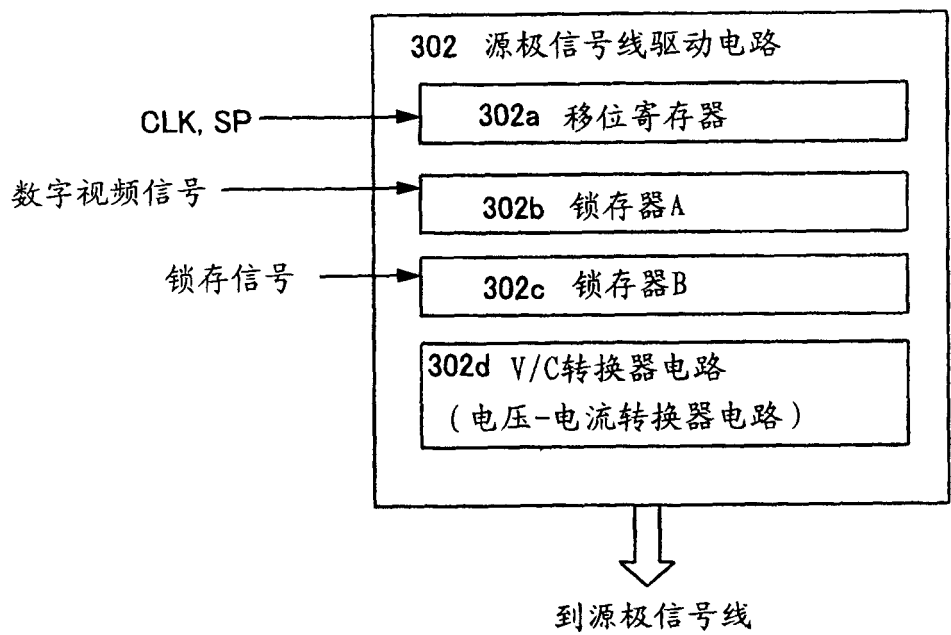 302 源极信号线驱动电路
CLK, SP
302a 移位寄存器
数字视频信号
302b 锁存器A
锁存信号
302c 锁存器B
302d V/C转换器电路
(电压-电流转换器电路)
到源极信号线